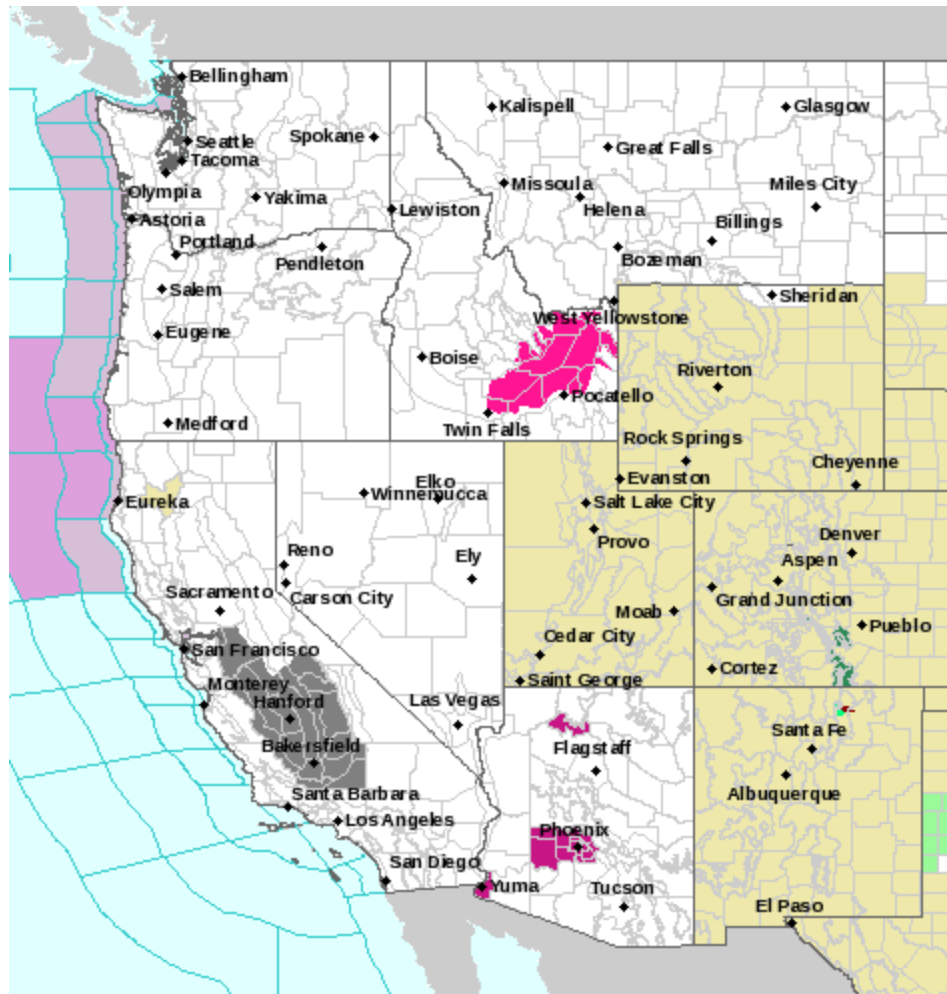 Bellingham
Kalispell
Glasgow
Spokane
Seattle
Great Falls
Tacoma
Missoula
Miles City
Olympia
Yakima
Helena
Lewiston
Astoria
Billings
Portland
Pendleton
Bozeman
Salem
Sheridan
West Yellowstone
Eugene
Boise
Riverton
Pocatello
Medford
Twin Falls
Rock Springs
Cheyenne
Evanston
Elko
Winnemucca
Eureka
Salt Lake City
Denver
Provo
Reno
Ely
Aspen
Sacramento
Carson City
Grand Junction
Moab
Pueblo
Cedar City
San Francisco
Cortez
Saint George
Monterey
Hanford
Las Vegas
Santa Fe
Flagstaff
Bakersfield
Albuquerque
Santa Barbara
Los Angeles
Phoenix
San Diego
Yuma
Tucson
El Paso